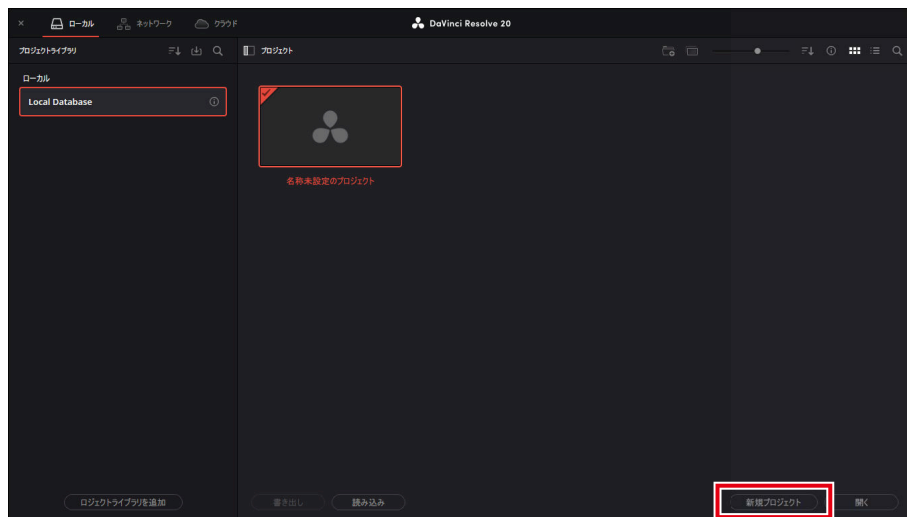 × ローカル ネットワーク クラウド DaVinci Resolve 20
プロジェクトライブラリ プロジェクト
ローカル
Local Database
名称未設定のプロジェクト
ロジェクトライブラリを追加 書き出し 読み込み 新規プロジェクト 開く